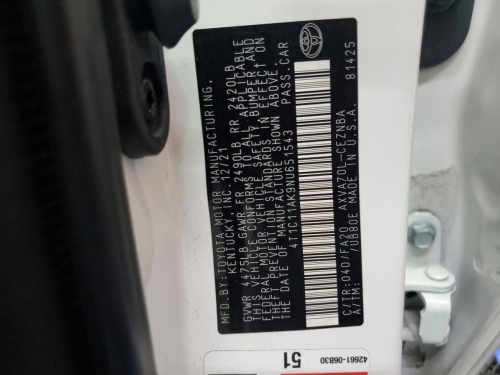 MFD.BY:TOYOTA MOTOR MANUFACTURING,
KENTUCKY, INC. 12/21
GVWR 4475LB GAWR FR 2490LB RR 2420LB
THIS VEHICLE CONFORMS TO ALL APPLICABLE
FEDERAL MOTOR VEHICLE SAFETY, BUMPER, AND
THEFT PREVENTION STANDARDS IN EFFECT ON
THE DATE OF MANUFACTURE SHOWN ABOVE.
4T1C11AK9NU651543 PASS.CAR
C/TR:040/FA20 AXVA70L-CEZNBA
A/TM: /UB80E MADE IN U.S.A. 81425
42661-06B30
51